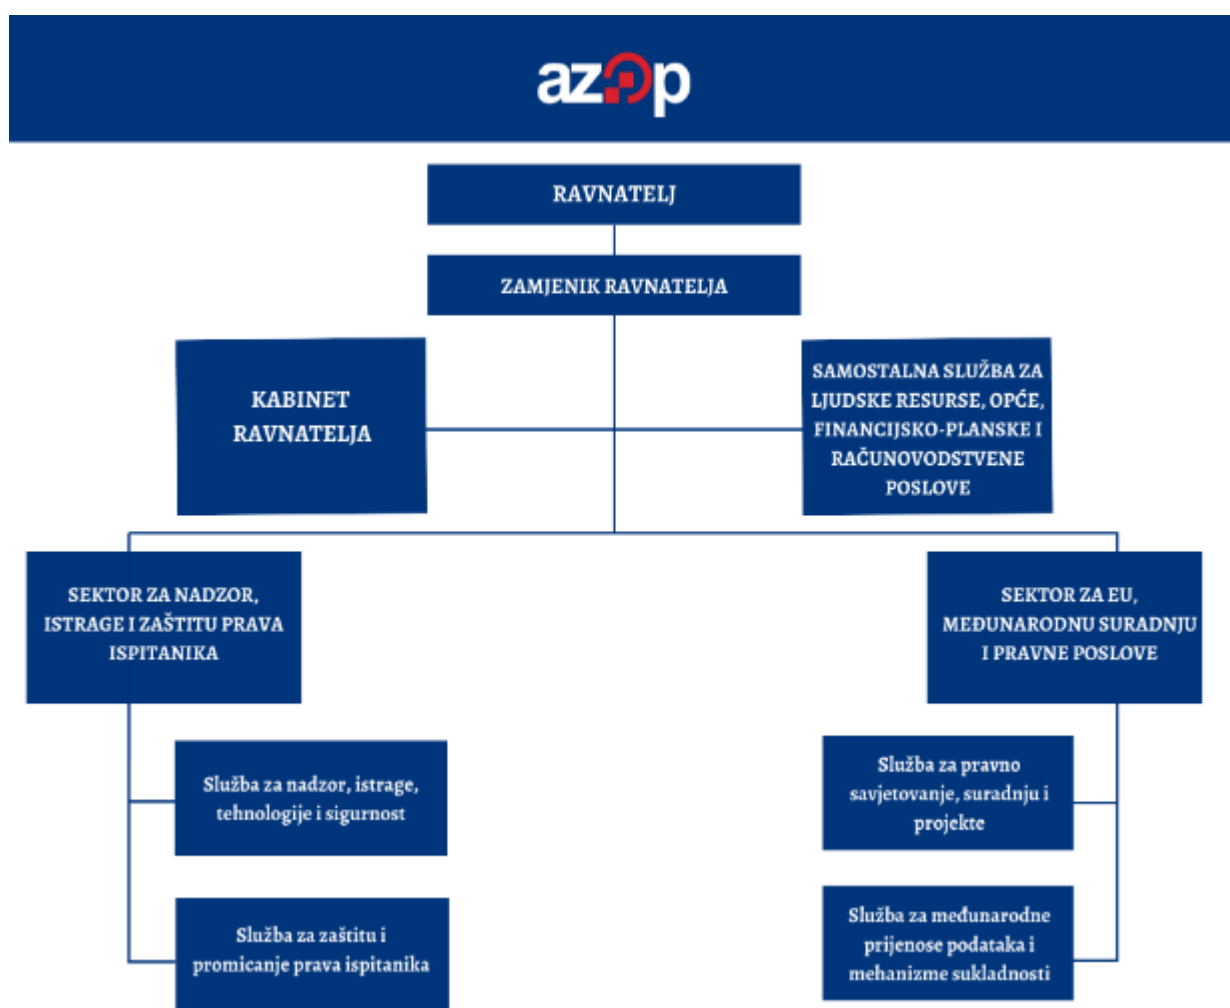 azop
RAVNATELJ
ZAMJENIK RAVNATELJA
KABINET
RAVNATELJA
SAMOSTALNA SLUŽBA ZA
LJUDSKE RESURSE, OPĆE,
FINANCIJSKO-PLANSKE I
RAČUNOVODSTVENE
POSLOVE
SEKTOR ZA NADZOR,
ISTRAGE I ZAŠTITU PRAVA
ISPITANIKA
SEKTOR ZA EU,
MEĐUNARODNU SURADNJU
I PRAVNE POSLOVE
Služba za nadzor, istrage,
tehnologije i sigurnost
Služba za zaštitu i
promicanje prava ispitanika
Služba za pravno
savjetovanje, suradnju i
projekte
Služba za međunarodne
prijenose podataka i
mehanizme sukladnosti